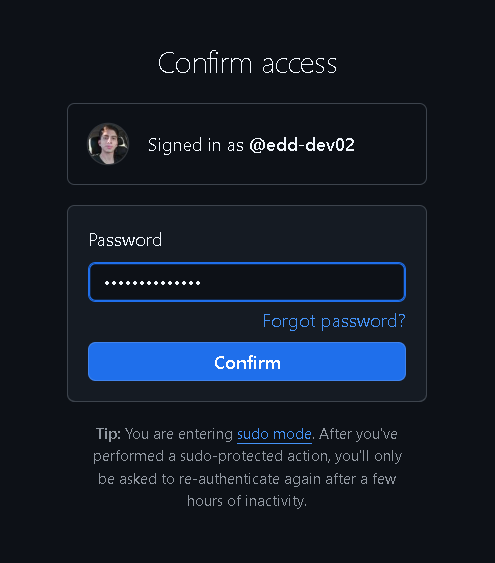 Confirm access
Signed in as @edd-dev02
Password
••••••••••••••
Forgot password?
Confirm
Tip: You are entering sudo mode. After you've
performed a sudo-protected action, you'll only
be asked to re-authenticate again after a few
hours of inactivity.